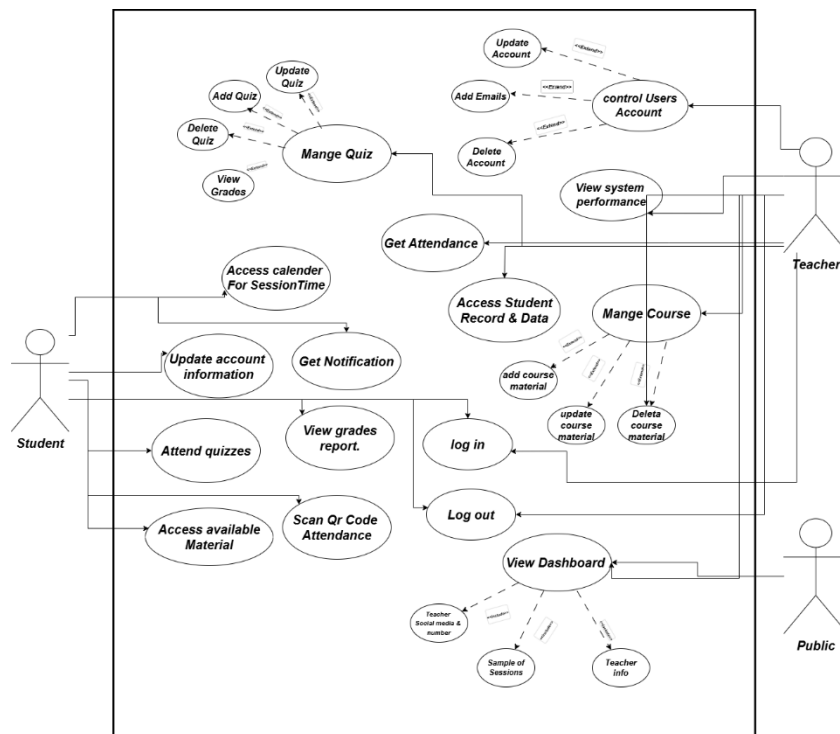 Update
Account
<<Extend>>
Update
Quiz
Add Quiz
Add Emails
<<Extend>>
control Users
Account
Delete
Quiz
<<Extend>>
Mange Quiz
Delete
Account
View
Grades
View system
performance
Get Attendance
Teacher
Access calender
For SessionTime
Access Student
Record & Data
Mange Course
Update account
information
Get Notification
add course
material
Student
View grades
report.
log in
update
course
material
Deleta
course
material
Attend quizzes
Access available
Material
Scan Qr Code
Attendance
Log out
View Dashboard
Teacher
Social media &
number
Sample of
Sessions
Teacher
info
Public